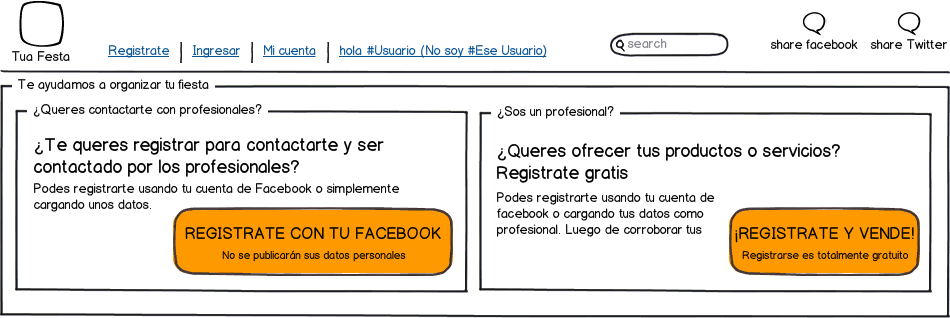 Tua Festa
Registrate
Ingresar
Mi cuenta
hola #Usuario (No soy #Ese Usuario)
search
share facebook
share Twitter
Te ayudamos a organizar tu fiesta
¿Queres contactarte con profesionales?
¿Te queres registrar para contactarte y ser
contactado por los profesionales?
Podes registrarte usando tu cuenta de Facebook o simplemente
cargando unos datos.
REGISTRATE CON TU FACEBOOK
No se publicarán sus datos personales
¿Sos un profesional?
¿Queres ofrecer tus productos o servicios?
Registrate gratis
Podes registrarte usando tu cuenta de
facebook o cargando tus datos como
profesional. Luego de corroborar tus
¡REGISTRATE Y VENDE!
Registrarse es totalmente gratuito